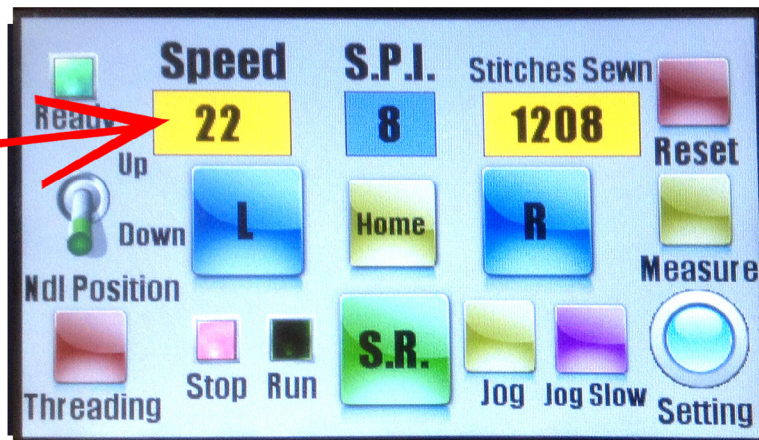 Speed S.P.I. Stitches Sewn
Ready 22 8 1208 Reset
Up
L Home R
Down
Measure
Ndl Position
S.R.
Stop Run Jog Jog Slow
Threading Setting